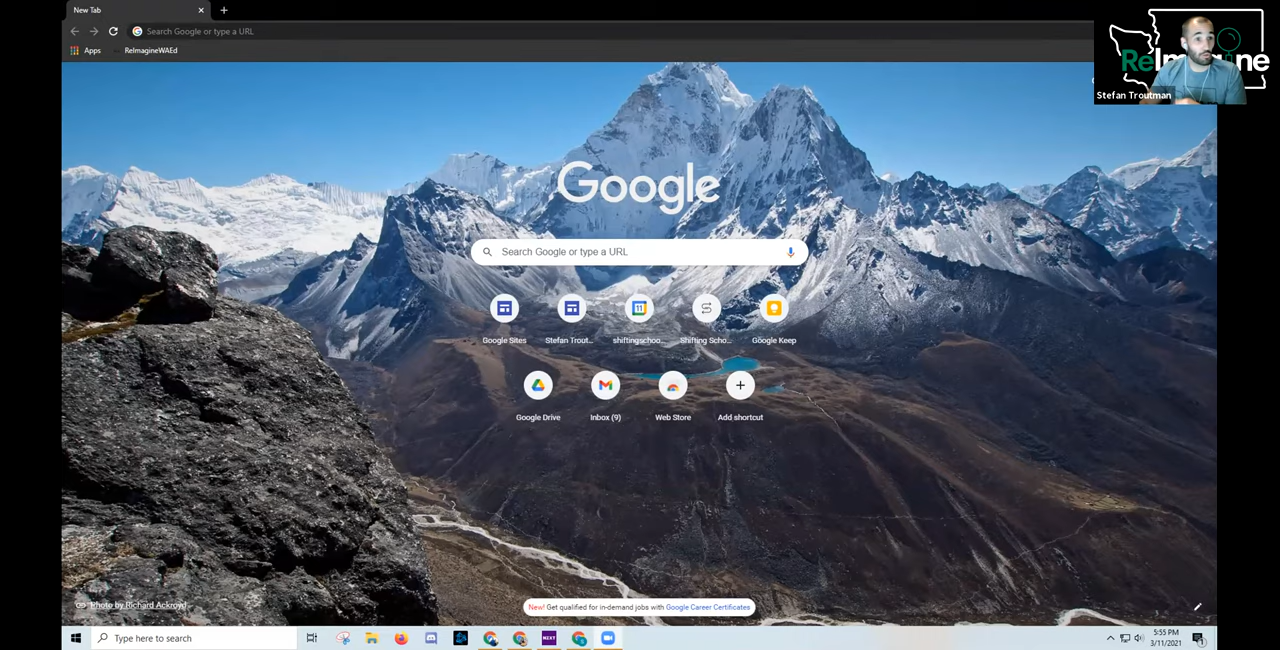 New Tab
Search Google or type a URL
Apps
ReImagineWAEd
ReImagine
Stefan Troutman
Google
Search Google or type a URL
Google Sites
Stefan Trout...
shiftingschoo...
Shifting Scho...
Google Keep
Google Drive
Inbox (9)
Web Store
Add shortcut
Photo by Richard Ackroyd
New! Get qualified for in-demand jobs with Google Career Certificates
Type here to search
NEXT
5:55 PM
3/11/2021